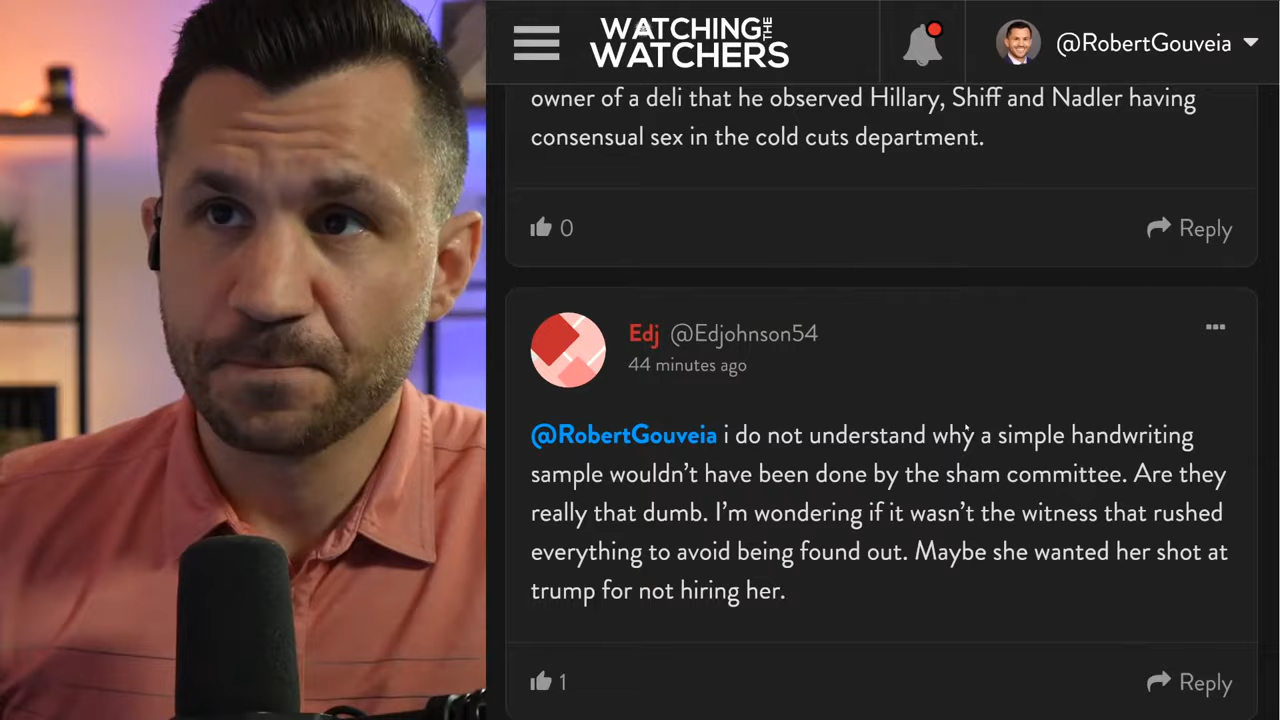 WATCHING THE
WATCHERS
@RobertGouveia
owner of a deli that he observed Hillary, Shiff and Nadler having
consensual sex in the cold cuts department.
0
Reply
Edj @Edjohnson54
44 minutes ago
@RobertGouveia i do not understand why a simple handwriting
sample wouldn't have been done by the sham committee. Are they
really that dumb. I'm wondering if it wasn't the witness that rushed
everything to avoid being found out. Maybe she wanted her shot at
trump for not hiring her.
1
Reply